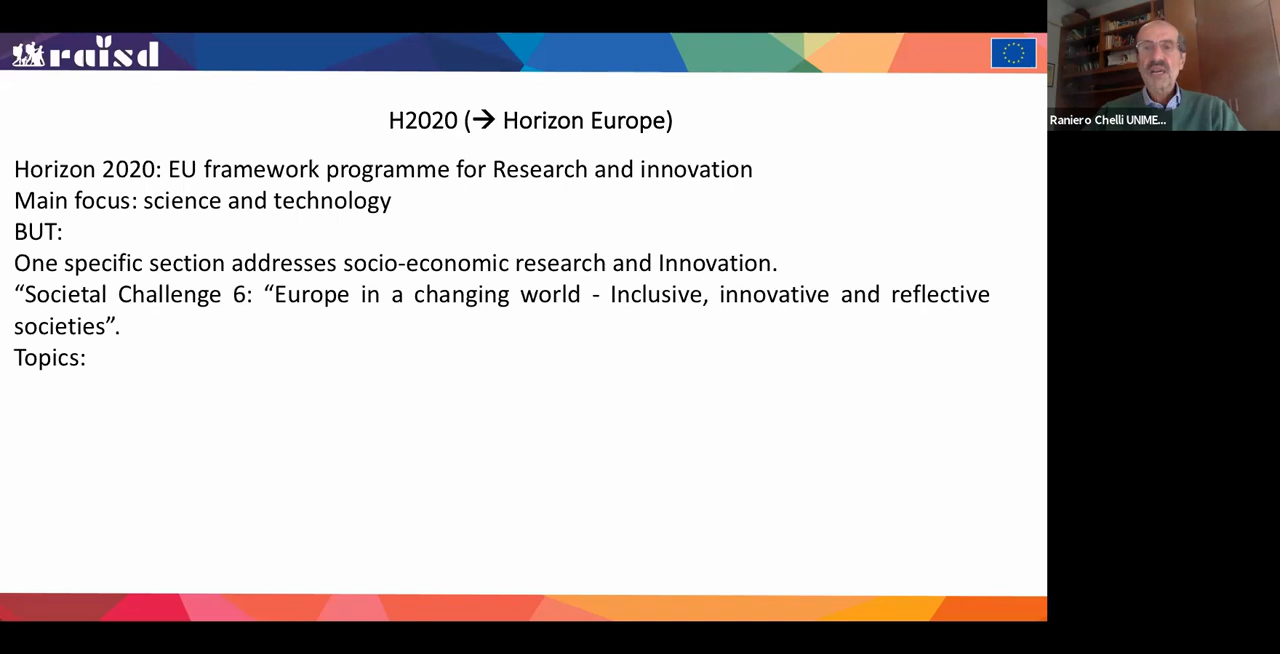 raisd
H2020 (→ Horizon Europe)
Horizon 2020: EU framework programme for Research and innovation
Main focus: science and technology
BUT:
One specific section addresses socio-economic research and Innovation.
“Societal Challenge 6: “Europe in a changing world - Inclusive, innovative and reflective
societies”.
Topics:
Raniero Chelli UNIME...